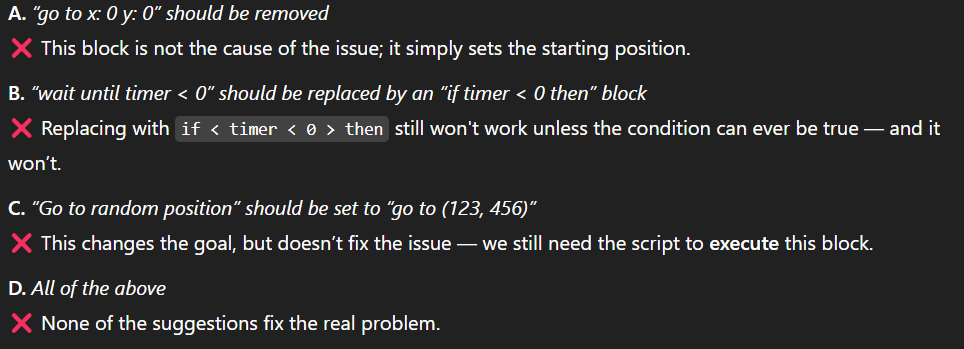 A. “go to x: 0 y: 0” should be removed
❌ This block is not the cause of the issue; it simply sets the starting position.
B. “wait until timer < 0” should be replaced by an “if timer < 0 then” block
❌ Replacing with if < timer < 0 > then still won't work unless the condition can ever be true — and it
won’t.
C. “Go to random position” should be set to “go to (123, 456)”
❌ This changes the goal, but doesn’t fix the issue — we still need the script to execute this block.
D. All of the above
❌ None of the suggestions fix the real problem.